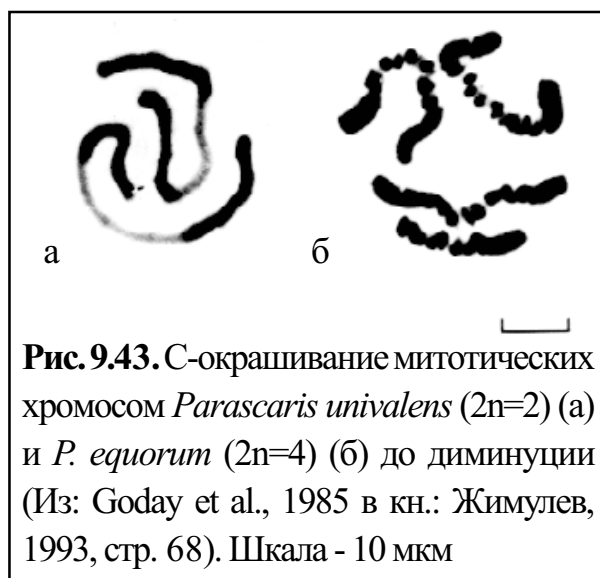 а
б
Рис. 9.43. С-окрашивание митотических
хромосом Parascaris univalens (2n=2) (а)
и P. equorum (2n=4) (б) до диминуции
(Из: Goday et al., 1985 в кн.: Жимулев,
1993, стр. 68). Шкала - 10 мкм